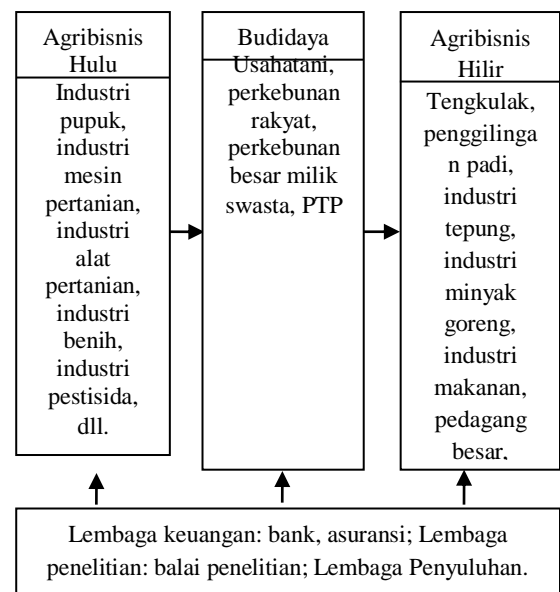 Agribisnis
Hulu
Industri
pupuk,
industri
mesin
pertanian,
industri
alat
pertanian,
industri
benih,
industri
pestisida,
dll.
Budidaya
Usahatani,
perkebunan
rakyat,
perkebunan
besar milik
swasta, PTP
Agribisnis
Hilir
Tengkulak,
penggilinga
n padi,
industri
tepung,
industri
minyak
goreng,
industri
makanan,
pedagang
besar,
Lembaga keuangan: bank, asuransi; Lembaga
penelitian: balai penelitian; Lembaga Penyuluhan.